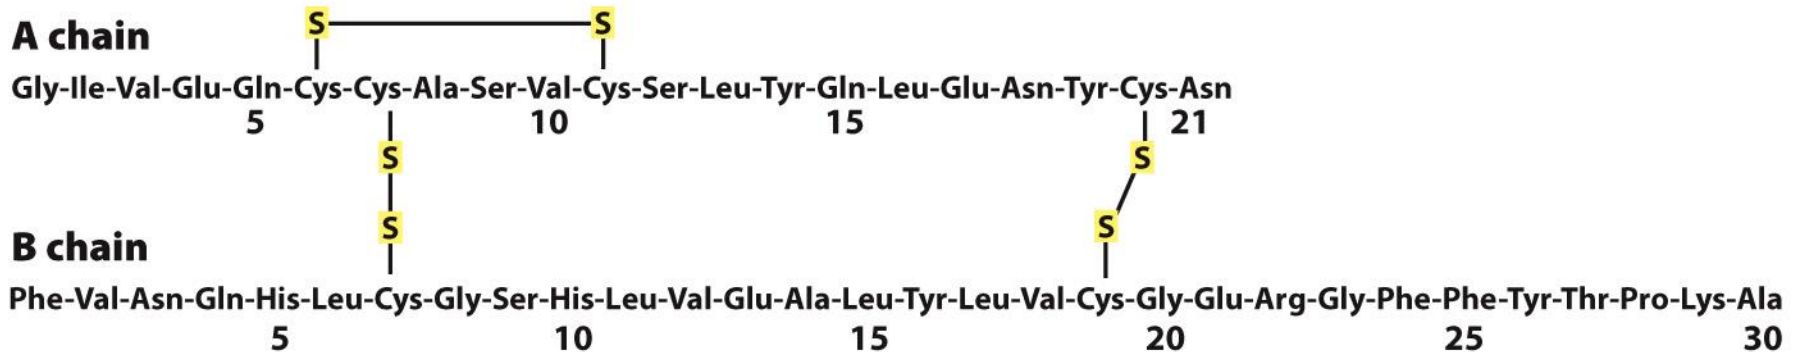 S S
A chain
Gly-Ile-Val-Glu-Gln-Cys-Cys-Ala-Ser-Val-Cys-Ser-Leu-Tyr-Gln-Leu-Glu-Asn-Tyr-Cys-Asn
5 10 15 21
S S
S S
B chain
Phe-Val-Asn-Gln-His-Leu-Cys-Gly-Ser-His-Leu-Val-Glu-Ala-Leu-Tyr-Leu-Val-Cys-Gly-Glu-Arg-Gly-Phe-Phe-Tyr-Thr-Pro-Lys-Ala
5 10 15 20 25 30